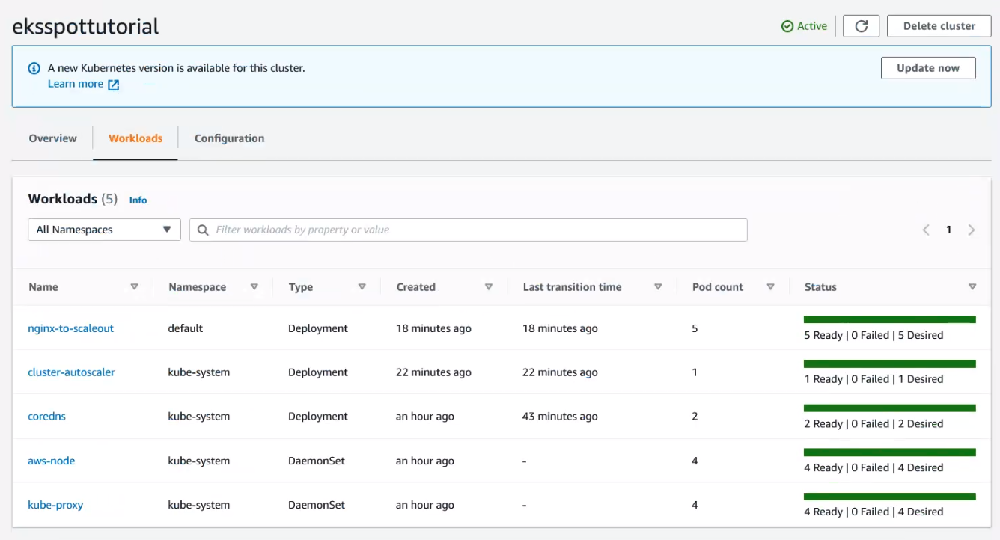 eksspottutorial
Active
Delete cluster
A new Kubernetes version is available for this cluster.
Learn more
Update now
Overview
Workloads
Configuration
Workloads (5) Info
All Namespaces
Filter workloads by property or value
1
Name Namespace Type Created Last transition time Pod count Status
nginx-to-scaleout default Deployment 18 minutes ago 18 minutes ago 5 5 Ready | 0 Failed | 5 Desired
cluster-autoscaler kube-system Deployment 22 minutes ago 22 minutes ago 1 1 Ready | 0 Failed | 1 Desired
coredns kube-system Deployment an hour ago 43 minutes ago 2 2 Ready | 0 Failed | 2 Desired
aws-node kube-system DaemonSet an hour ago - 4 4 Ready | 0 Failed | 4 Desired
kube-proxy kube-system DaemonSet an hour ago - 4 4 Ready | 0 Failed | 4 Desired